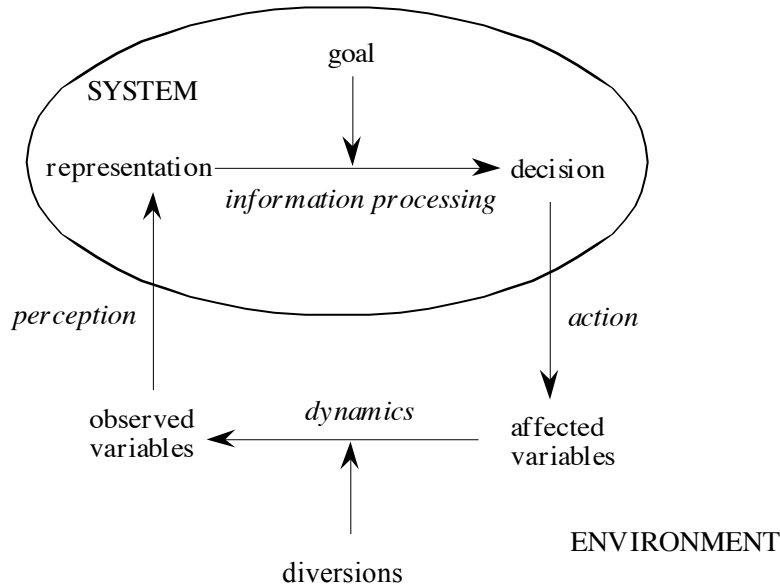 goal
SYSTEM
representation
decision
information processing
perception
action
observed
variables
dynamics
affected
variables
ENVIRONMENT
diversions